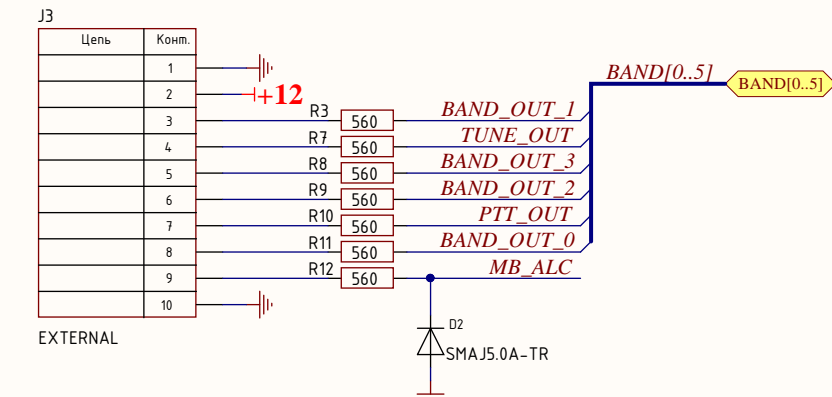 J3
Цепь Конт.
1
2 +12
3 R3 560 BAND_OUT_1
4 R7 560 TUNE_OUT
5 R8 560 BAND_OUT_3
6 R9 560 BAND_OUT_2
7 R10 560 PTT_OUT
8 R11 560 BAND_OUT_0
9 R12 560 MB_ALC
10
EXTERNAL
BAND[0..5] BAND[0..5]
D2
SMAJ5.0A-TR